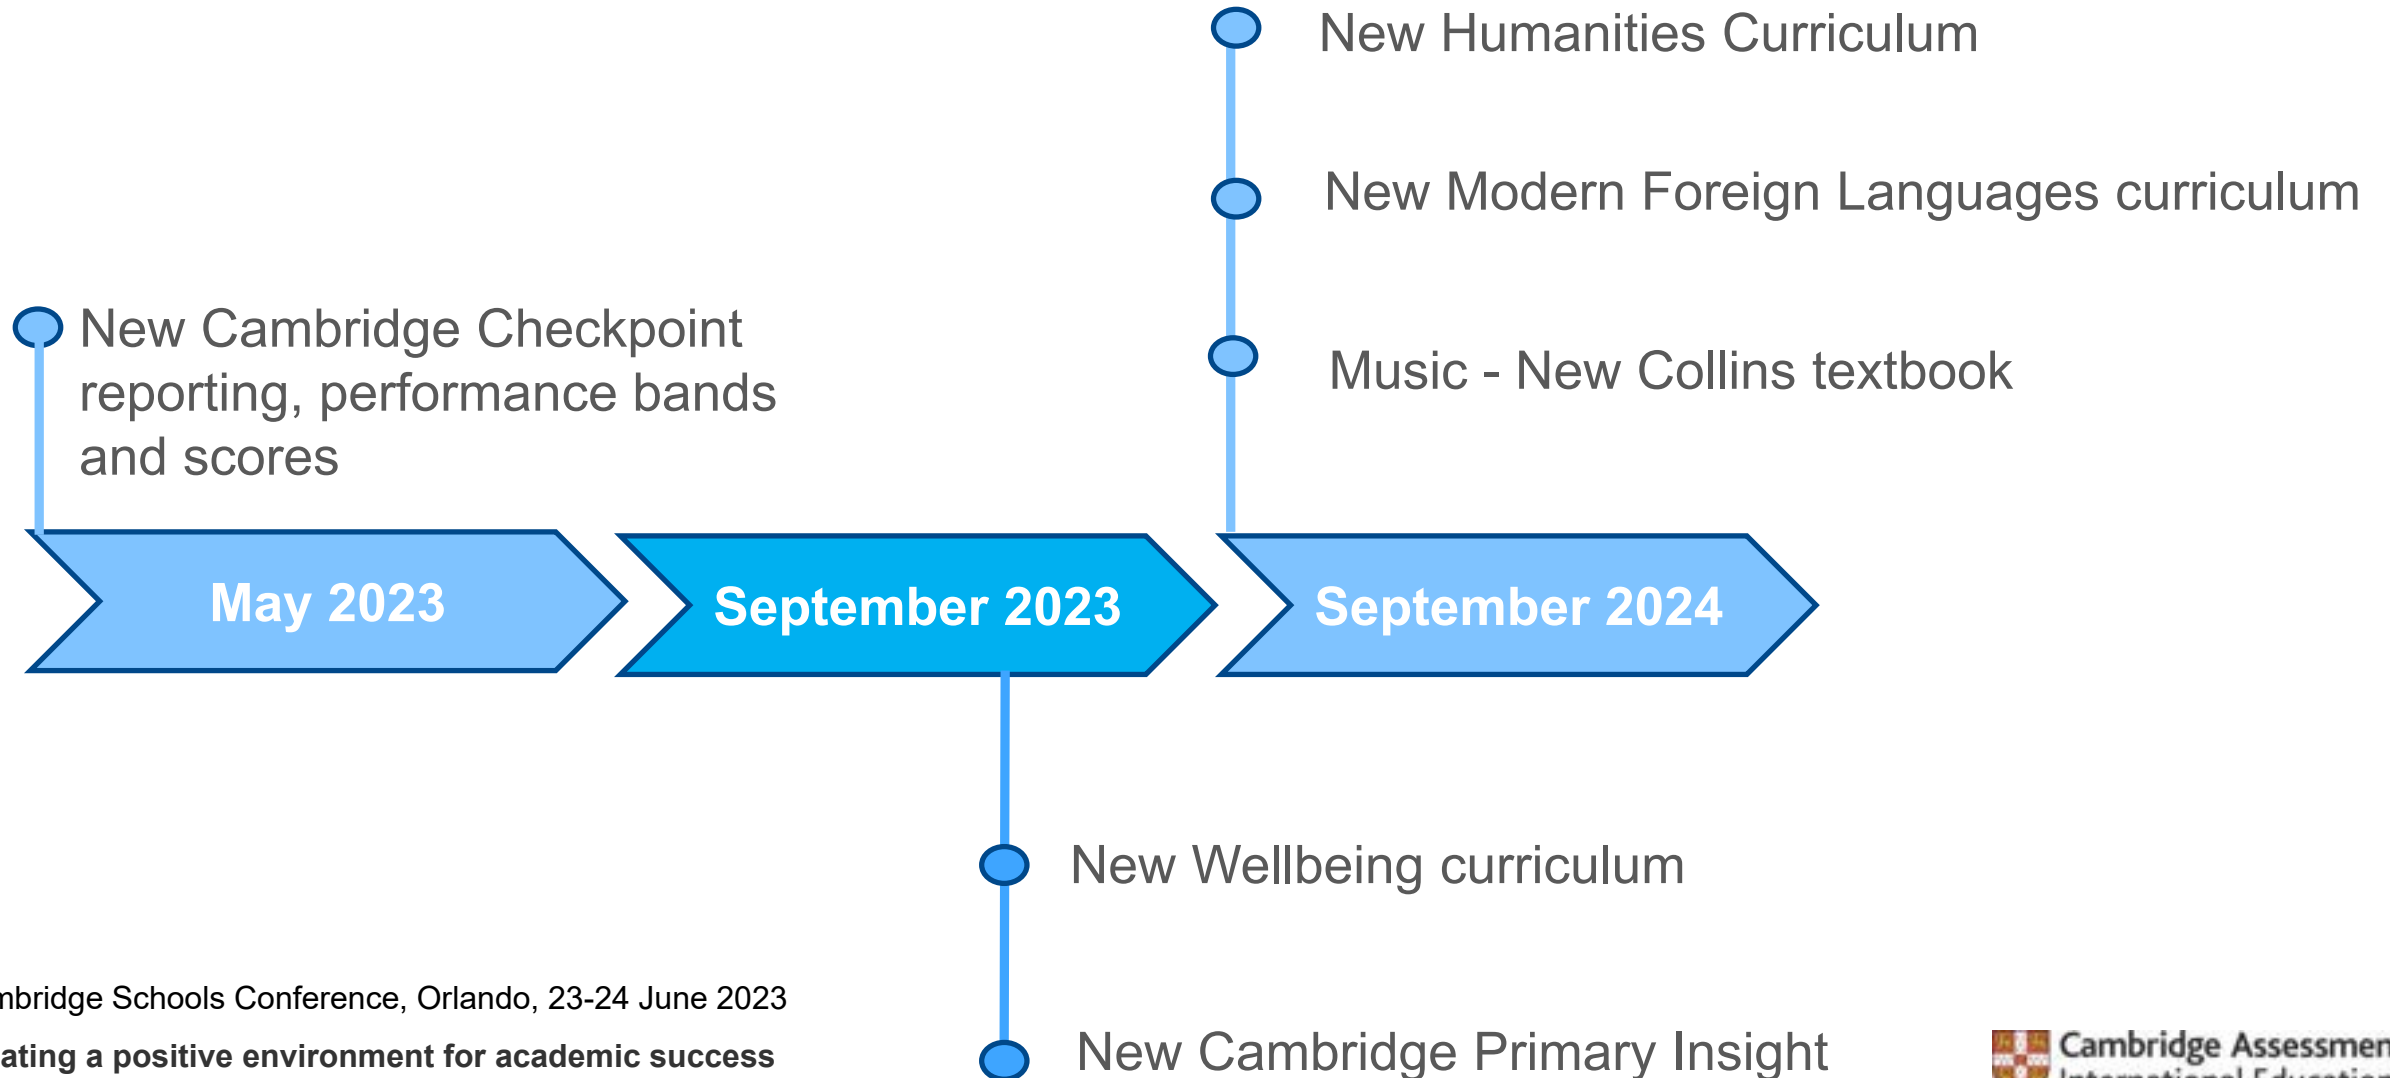 New Humanities Curriculum
New Modern Foreign Languages curriculum
Music - New Collins textbook
New Cambridge Checkpoint
reporting, performance bands
and scores
May 2023
September 2023
September 2024
New Wellbeing curriculum
New Cambridge Primary Insight
mbridge Schools Conference, Orlando, 23-24 June 2023
ating a positive environment for academic success
Cambridge Assessmen
International Education